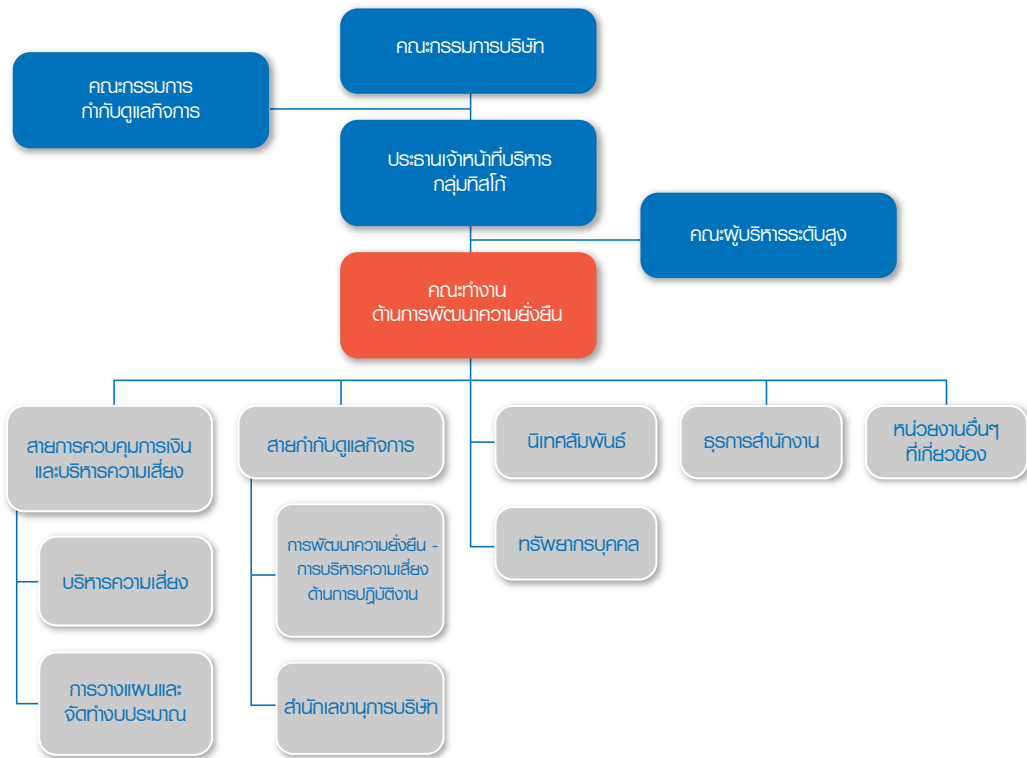 คณะกรรมการบริษัท
คณะกรรมการ
กำกับดูแลกิจการ
ประธานเจ้าหน้าที่บริหาร
กลุ่มทิสโก้
คณะผู้บริหารระดับสูง
คณะทำงาน
ด้านการพัฒนาความยั่งยืน
สายการควบคุมการเงิน
และบริหารความเสี่ยง
สายกำกับดูแลกิจการ
นิเทศสัมพันธ์
ธุรการสำนักงาน
หน่วยงานอื่นๆ
ที่เกี่ยวข้อง
บริหารความเสี่ยง
การพัฒนาความยั่งยืน -
การบริหารความเสี่ยง
ด้านการปฏิบัติงาน
ทรัพยากรบุคคล
การวางแผนและ
จัดทำงบประมาณ
สำนักเลขานุการบริษัท